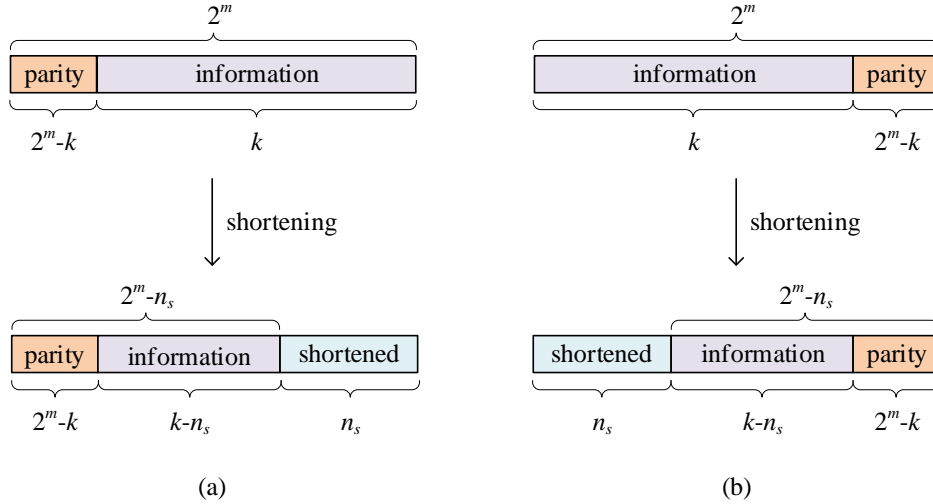 2^m
parity information
2^m-k k
shortening
2^m-n_s
parity information shortened
2^m-k k-n_s n_s
(a)
2^m
information parity
k 2^m-k
shortening
2^m-n_s
shortened information parity
n_s k-n_s 2^m-k
(b)